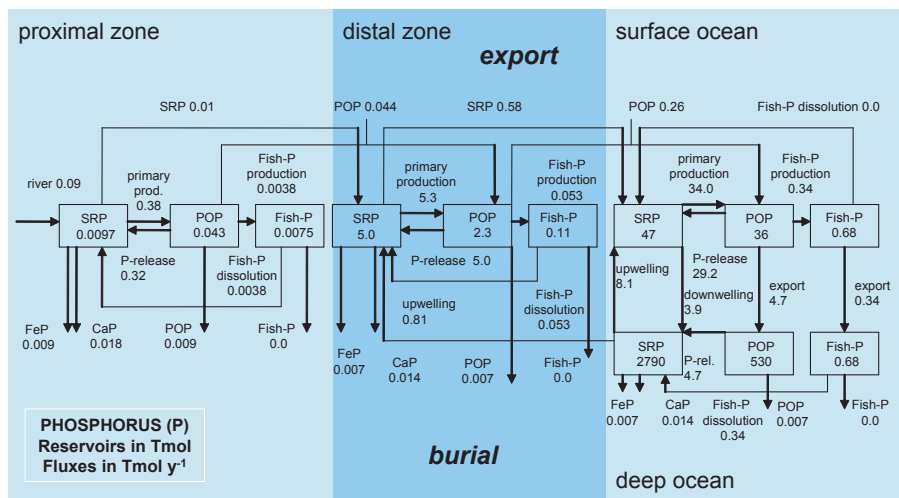 proximal zone
distal zone
surface ocean
export
SRP 0.01
POP 0.044
SRP 0.58
POP 0.26
Fish-P dissolution 0.0
river 0.09
primary
prod.
0.38
Fish-P
production
0.0038
primary
production
5.3
Fish-P
production
0.053
primary
production
34.0
Fish-P
production
0.34
SRP
0.0097
POP
0.043
Fish-P
0.0075
SRP
5.0
POP
2.3
Fish-P
0.11
SRP
47
POP
36
Fish-P
0.68
P-release
0.32
Fish-P
dissolution
0.0038
P-release 5.0
upwelling
0.81
Fish-P
dissolution
0.053
upwelling
8.1
P-release
29.2
downwelling
3.9
export
4.7
export
0.34
FeP
0.009
CaP
0.018
POP
0.009
Fish-P
0.0
FeP
0.007
CaP
0.014
POP
0.007
Fish-P
0.0
SRP
2790
P-rel.
4.7
POP
530
Fish-P
0.68
FeP
0.007
CaP
0.014
Fish-P
dissolution
0.34
POP
0.007
Fish-P
0.0
PHOSPHORUS (P)
Reservoirs in Tmol
Fluxes in Tmol y⁻¹
burial
deep ocean